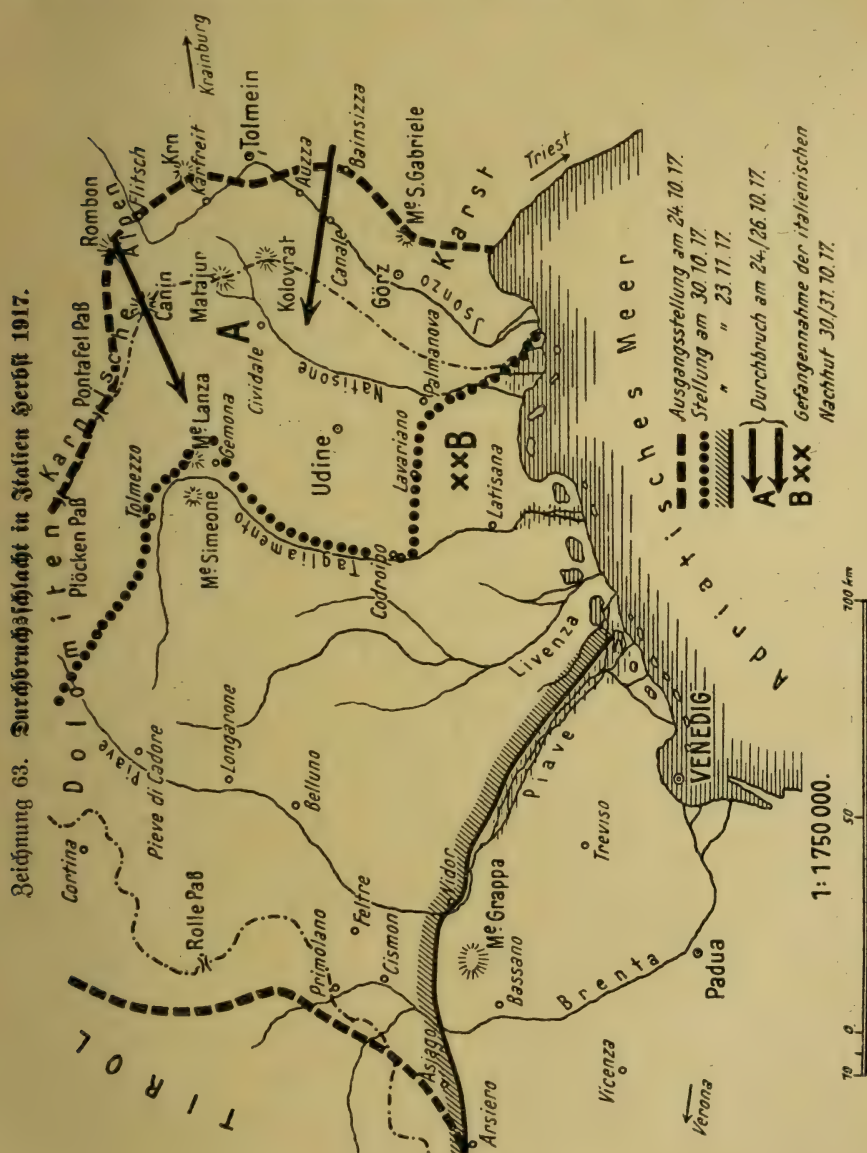 Zeichnung 63. Durchbruchsschlacht in Italien Herbst 1917.
TIROL
Cortina
Dolomiten
Plöcken Paß
Karnische Alpen
Pontafel Paß
Rombon
Flitsch
Krn
Karfreit
Krainburg
Tolmein
Pieve di Cadore
Piave
Tolmezzo
Me Lanza
Gemona
Me Simeone
Canin
Matajur
Kolovrat
Auzza
Bainsizza
Canale
A
Cividale
Natisone
Me S. Gabriele
Görz
Jsonzo
Karst
Triest
Rolle Paß
Longarone
Belluno
Tagliamento
Udine
Palmanova
Lavariano
xxB
Codroipo
Latisana
Primolano
Feltre
Cismon
Asiago
Arsiero
Vidor
Livenza
Piave
Me Grappa
Bassano
Treviso
Brenta
Vicenza
Verona
Padua
VENEDIG
Adriatisches Meer
Ausgangsstellung am 24.10.17.
Stellung am 30.10.17.
" " 23.11.17.
A Durchbruch am 24./26.10.17.
B xx Gefangennahme der italienischen
Nachhut 30/31.10.17.
1:1750 000.
10 0 50 100 km